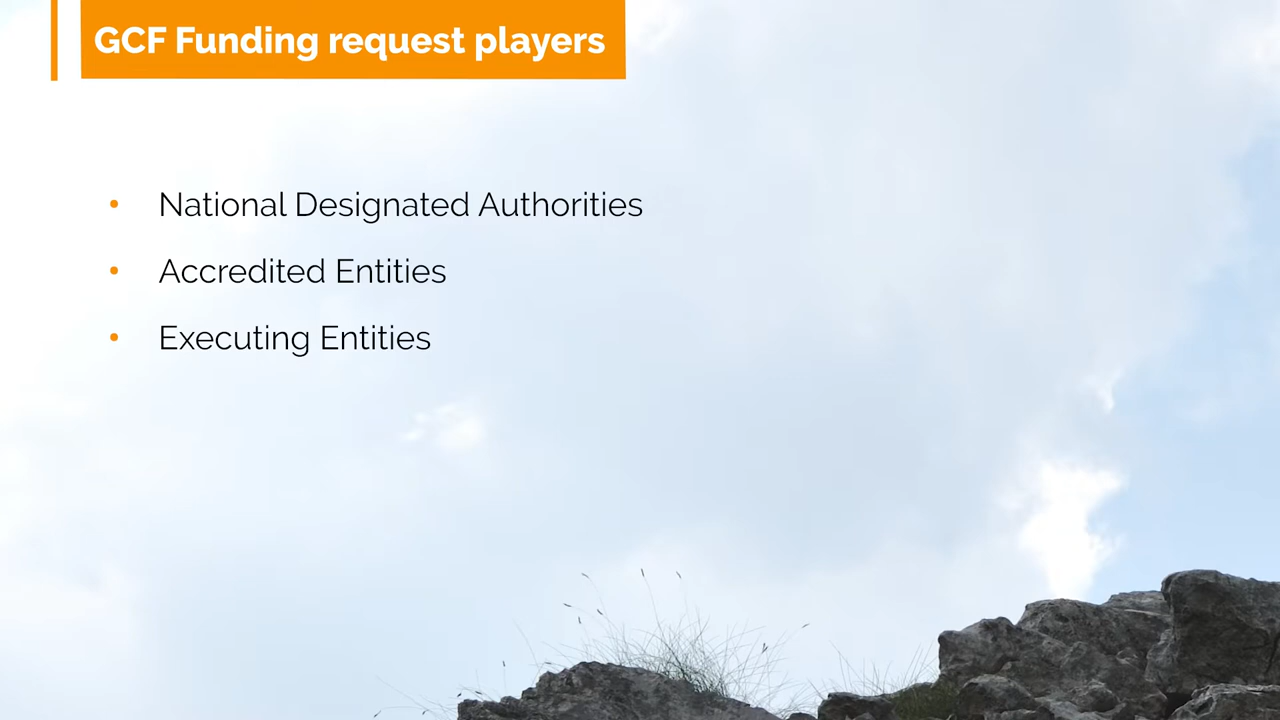 GCF Funding request players
• National Designated Authorities
• Accredited Entities
• Executing Entities